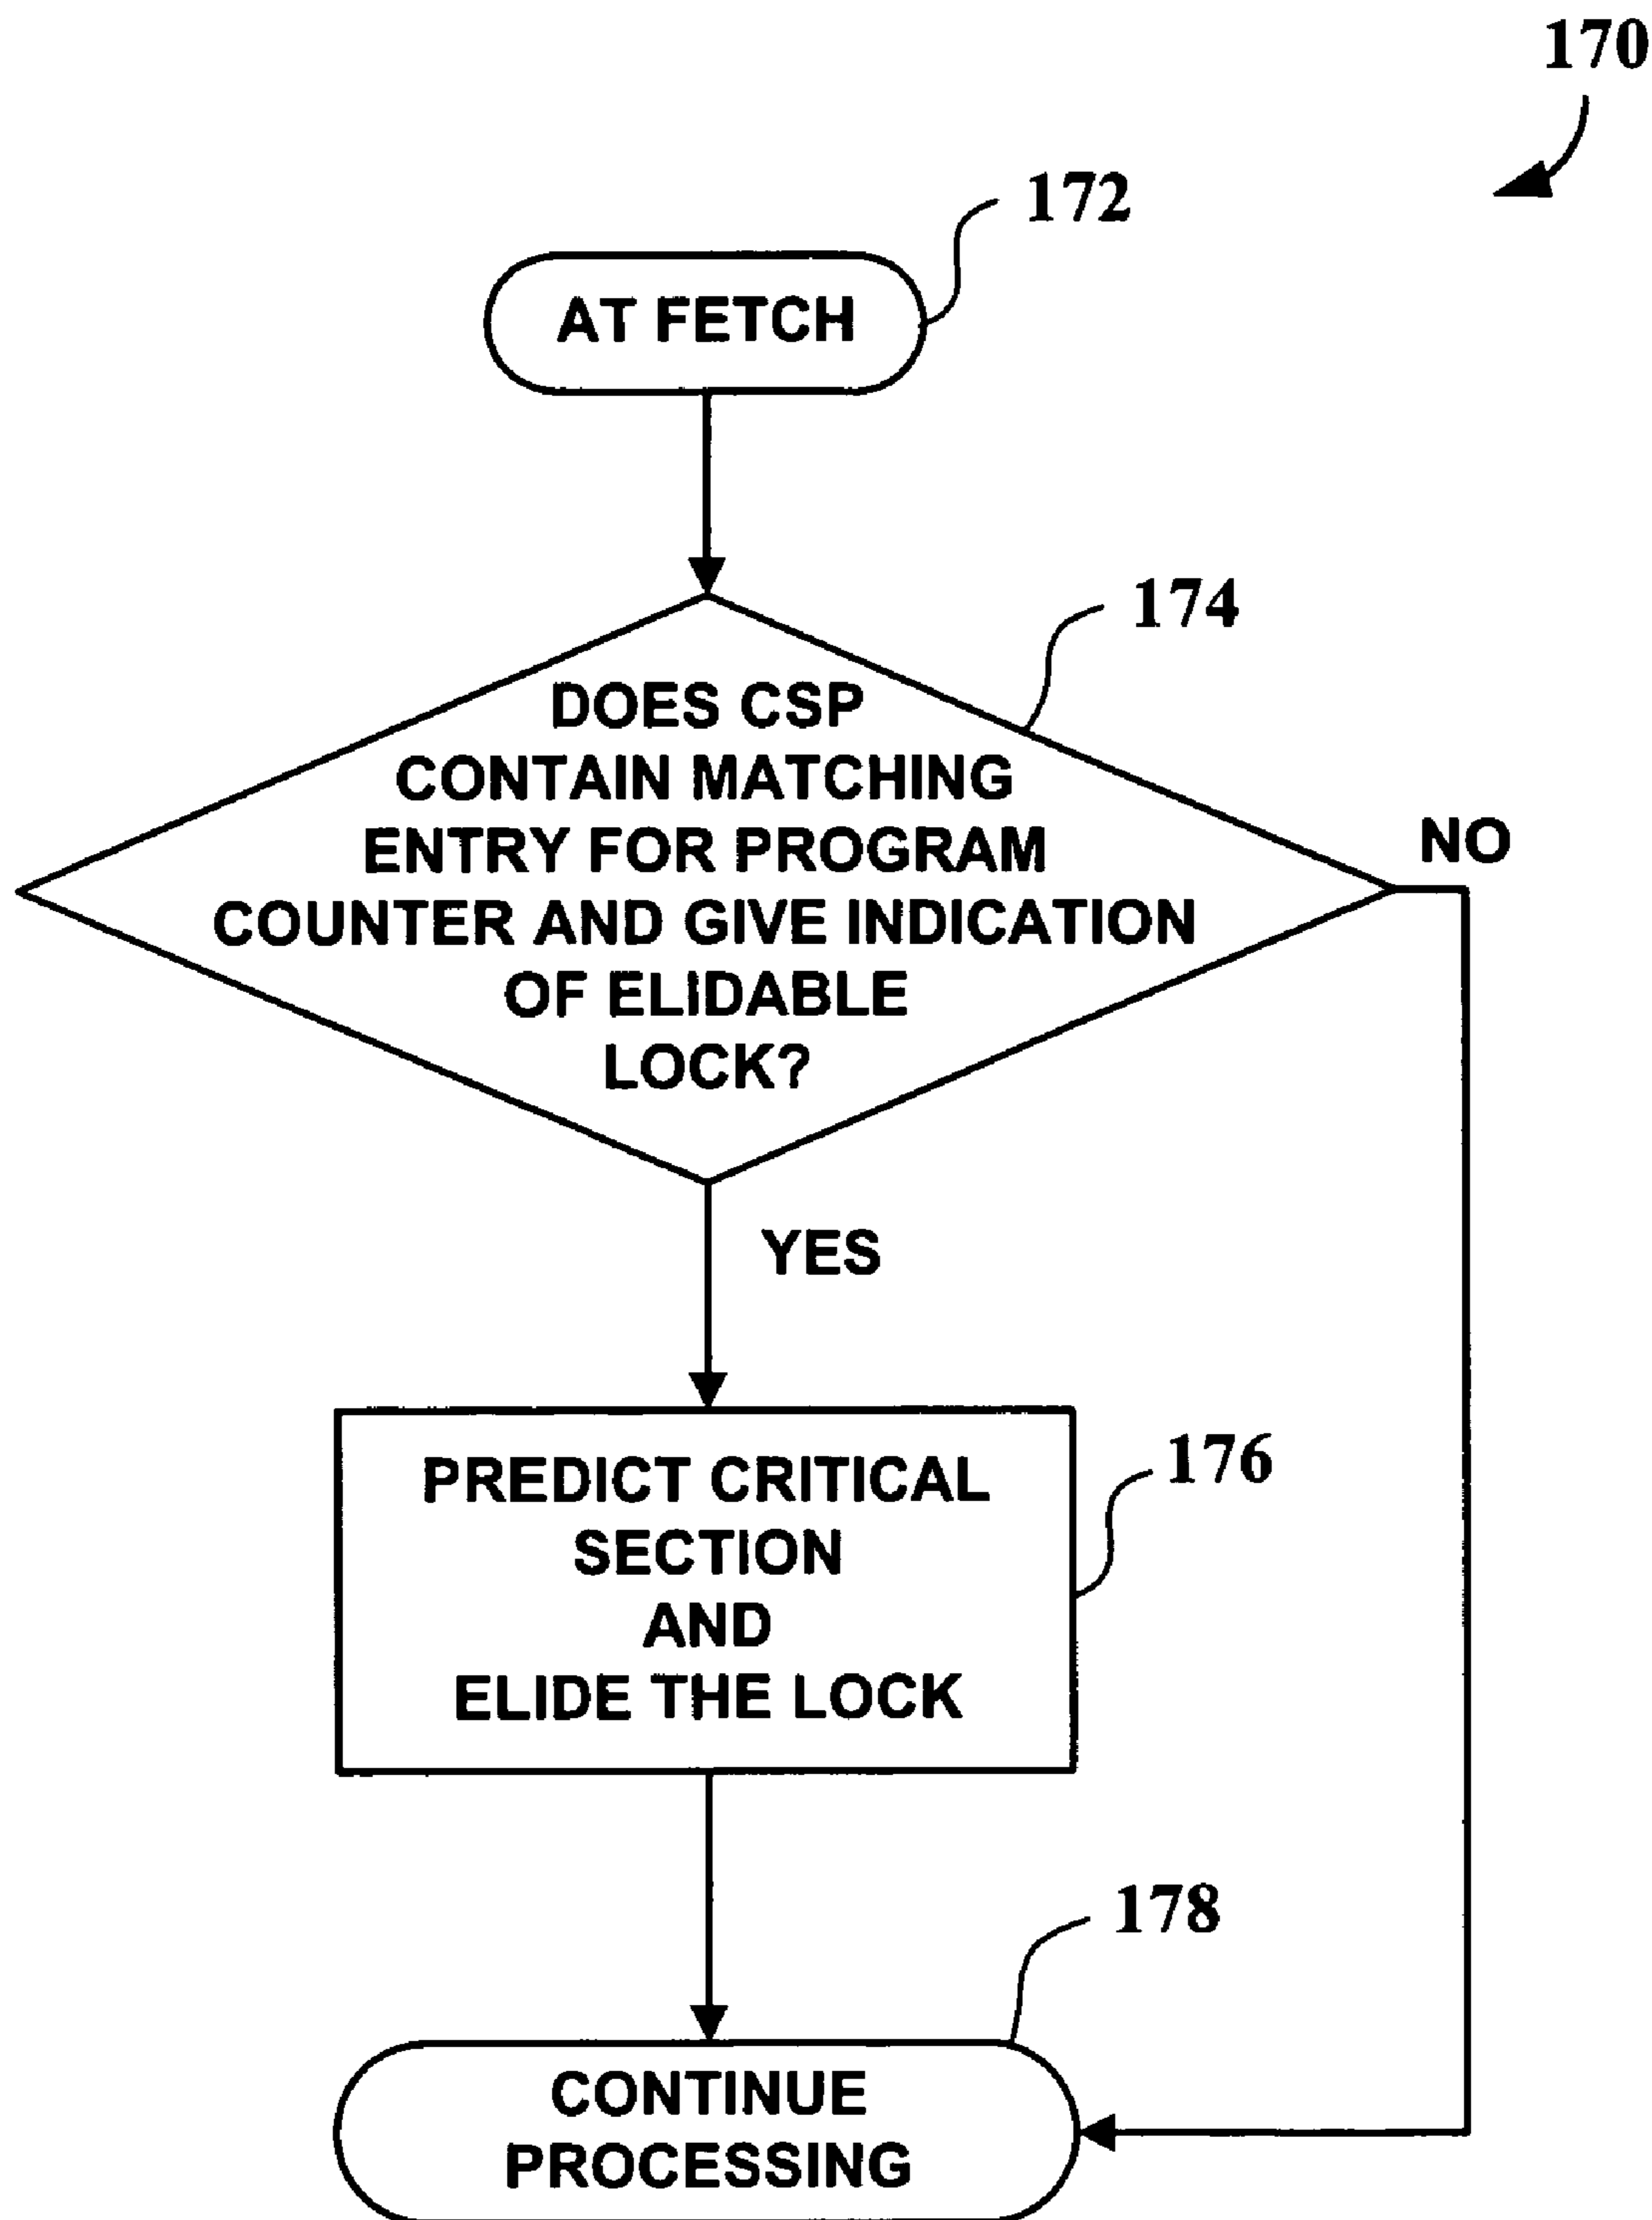 170
172
AT FETCH
174
DOES CSP
CONTAIN MATCHING
ENTRY FOR PROGRAM
COUNTER AND GIVE INDICATION
OF ELIDABLE
LOCK?
NO
YES
176
PREDICT CRITICAL
SECTION
AND
ELIDE THE LOCK
178
CONTINUE
PROCESSING